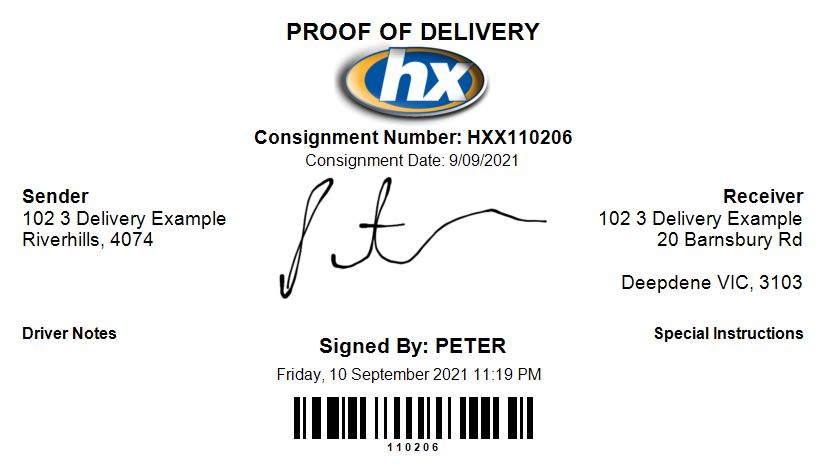 PROOF OF DELIVERY
hx
Consignment Number: HXX110206
Consignment Date: 9/09/2021
Sender
102 3 Delivery Example
Riverhills, 4074
Receiver
102 3 Delivery Example
20 Barnsbury Rd
Deepdene VIC, 3103
Driver Notes
Special Instructions
Signed By: PETER
Friday, 10 September 2021 11:19 PM
110206